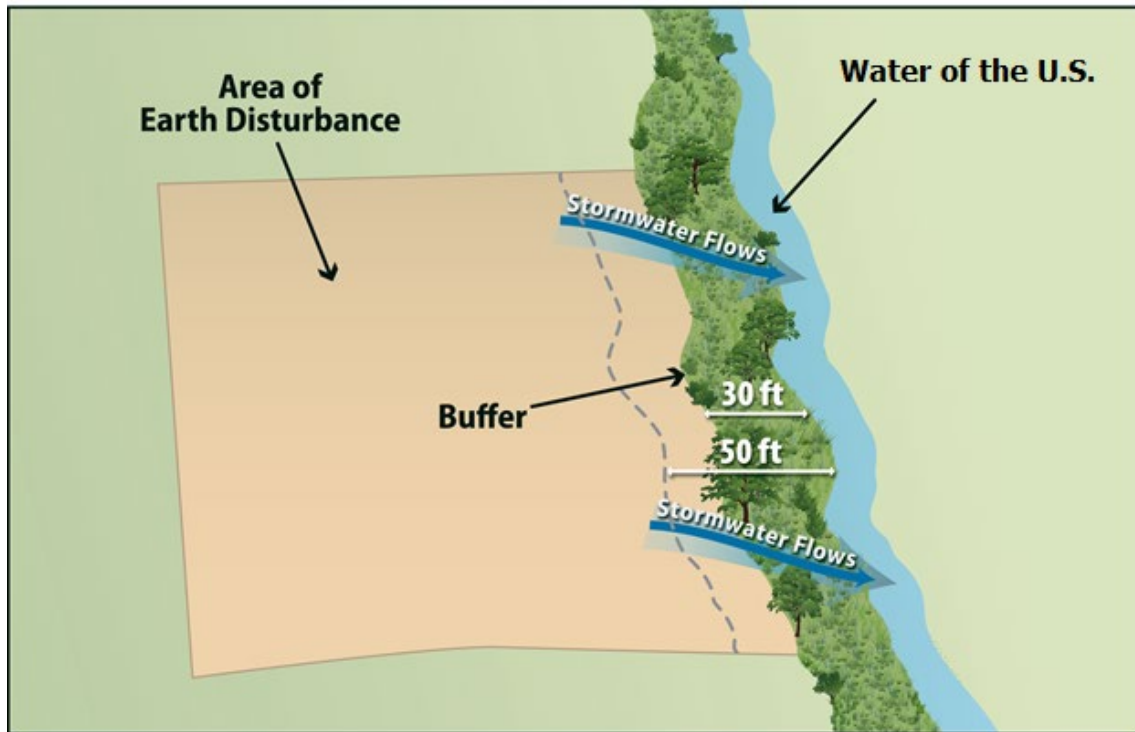 Area of
Earth Disturbance
Water of the U.S.
Stormwater Flows
Buffer
30 ft
50 ft
Stormwater Flows